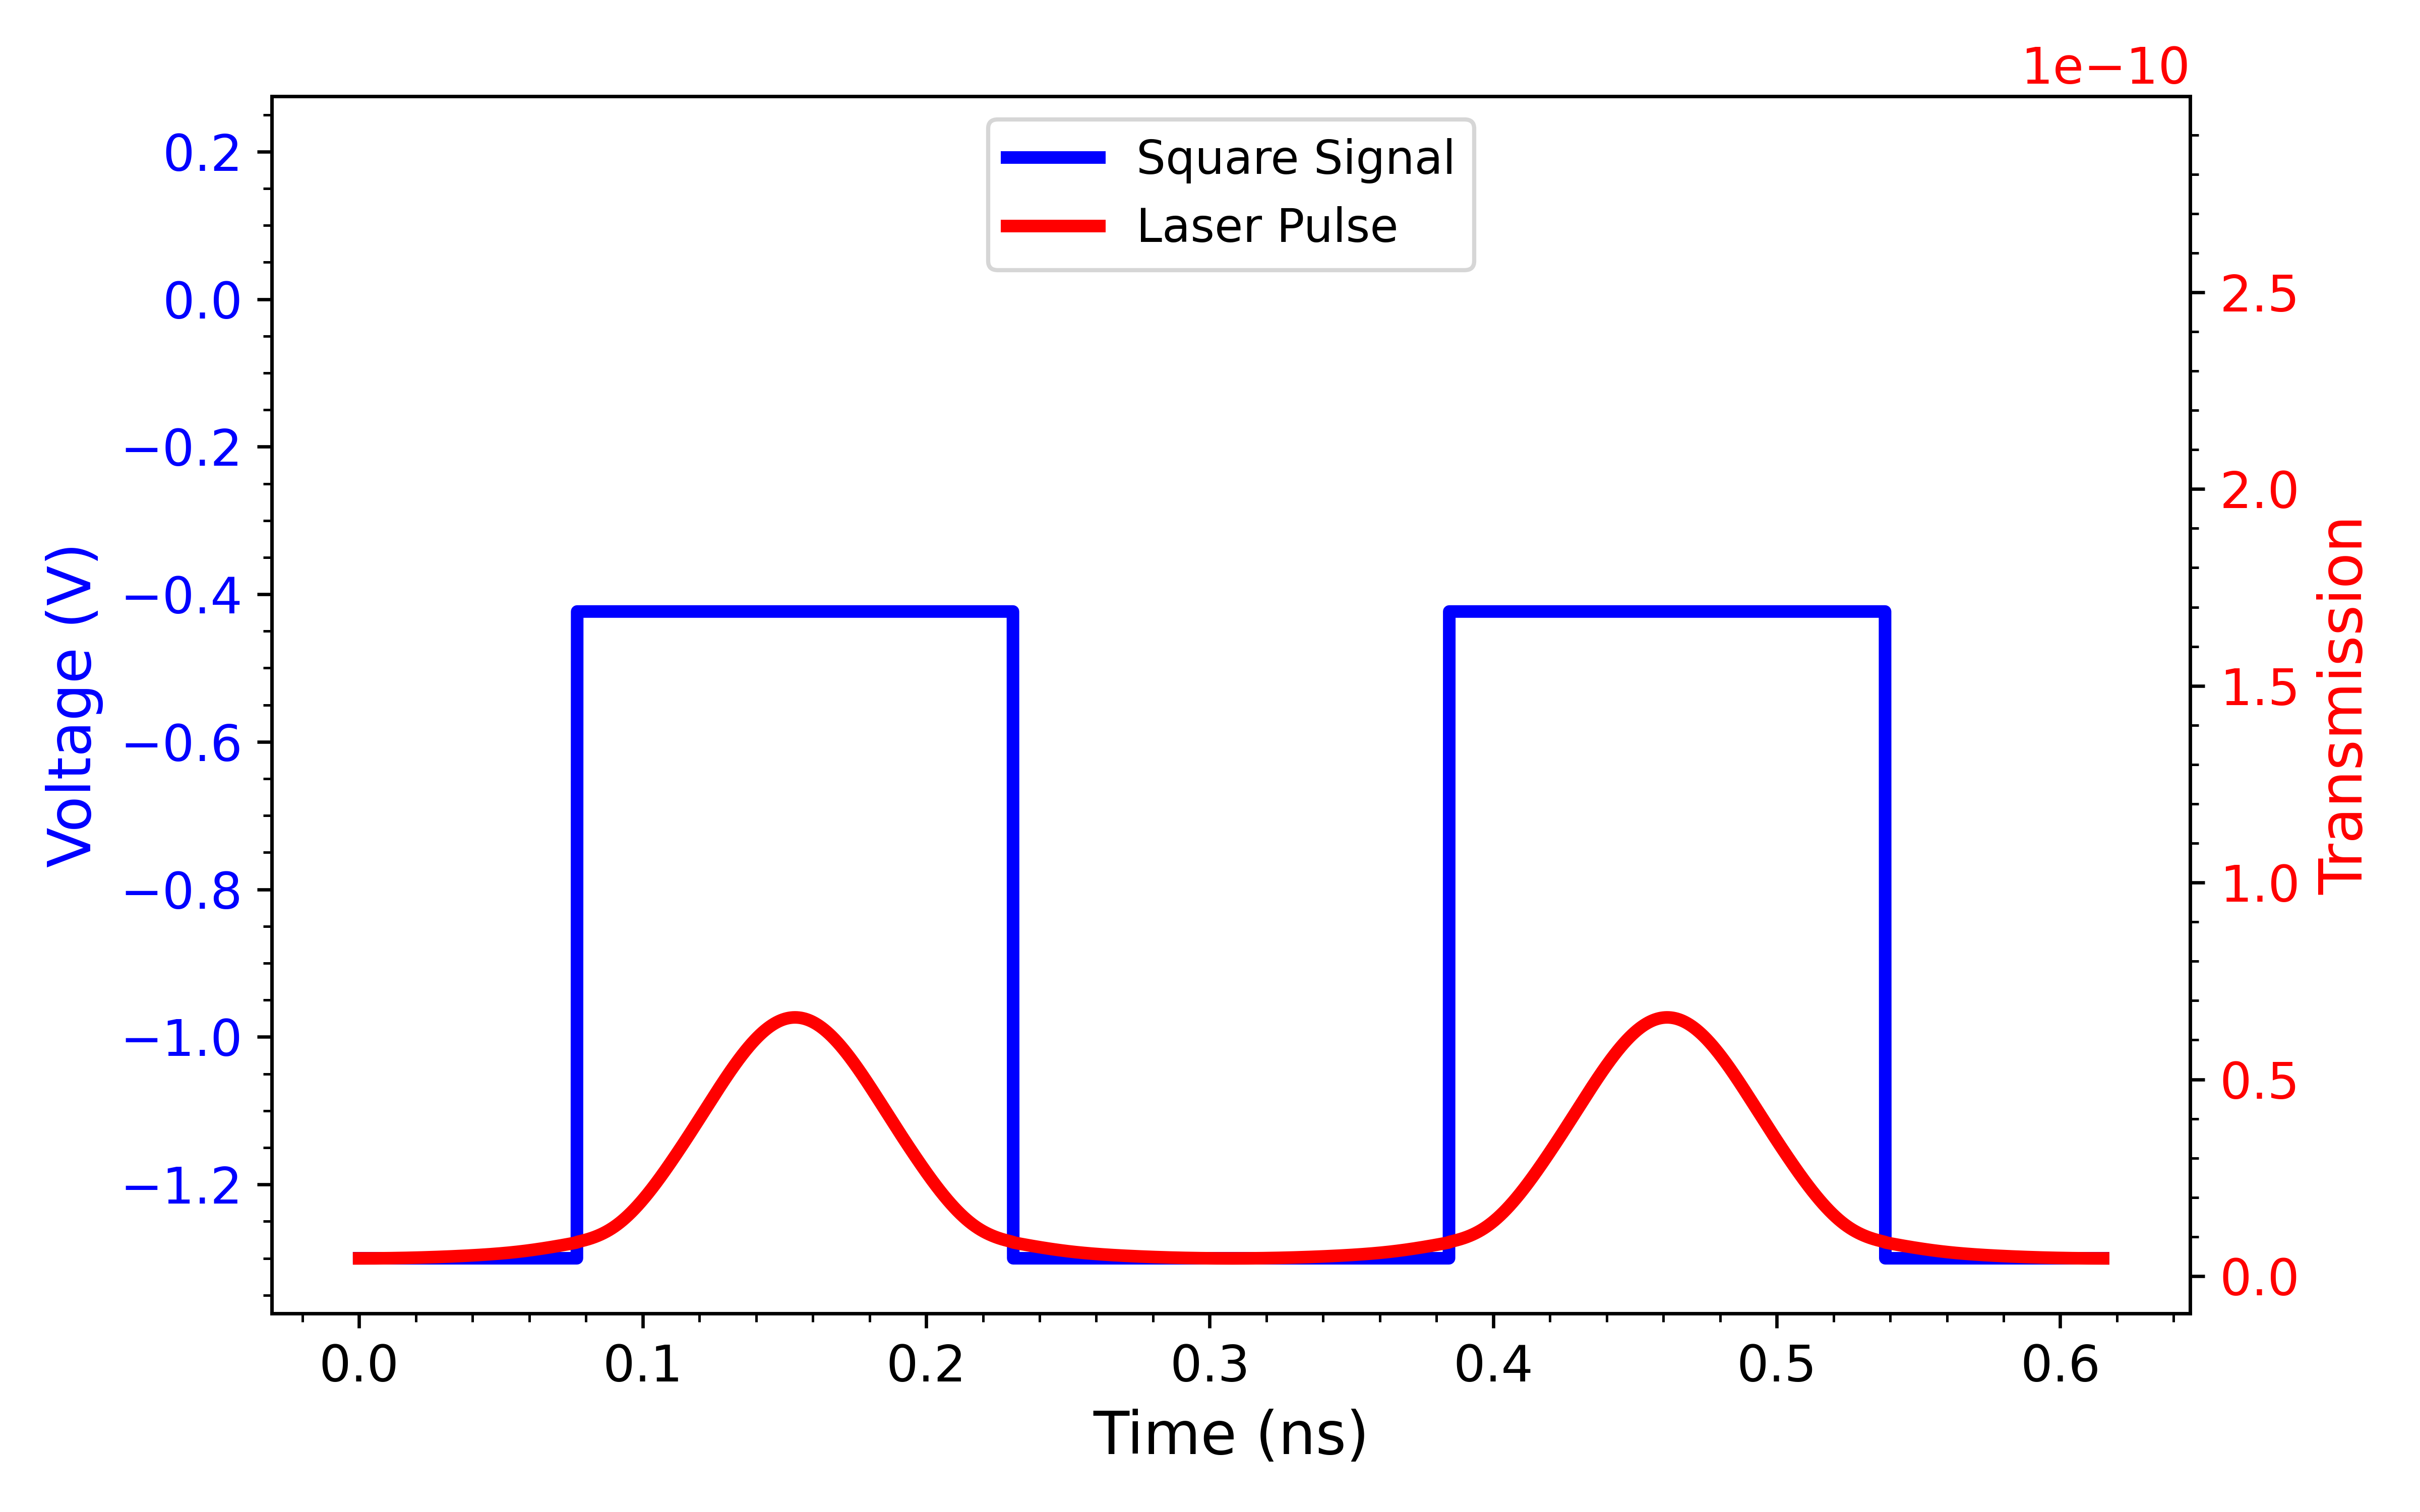 1e−10
Square Signal
Laser Pulse
0.2
0.0
−0.2
−0.4
−0.6
−0.8
−1.0
−1.2
Voltage (V)
2.5
2.0
1.5
1.0
0.5
0.0
Transmission
0.0 0.1 0.2 0.3 0.4 0.5 0.6
Time (ns)